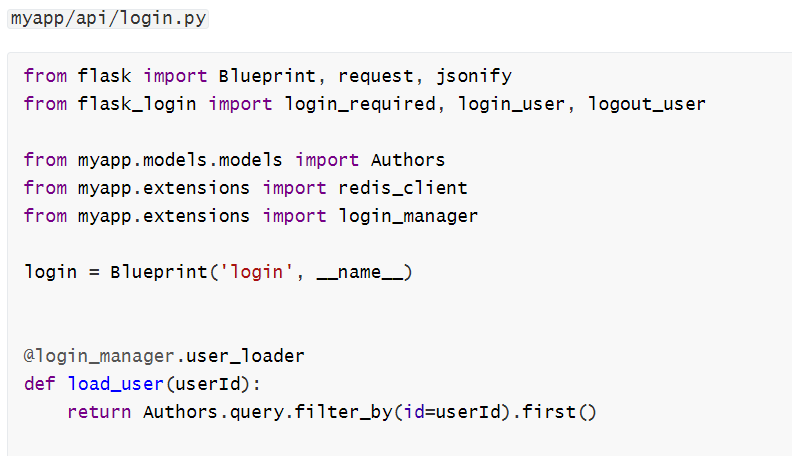 myapp/api/login.py
from flask import Blueprint, request, jsonify
from flask_login import login_required, login_user, logout_user
from myapp.models.models import Authors
from myapp.extensions import redis_client
from myapp.extensions import login_manager
login = Blueprint('login', __name__)
@login_manager.user_loader
def load_user(userId):
    return Authors.query.filter_by(id=userId).first()